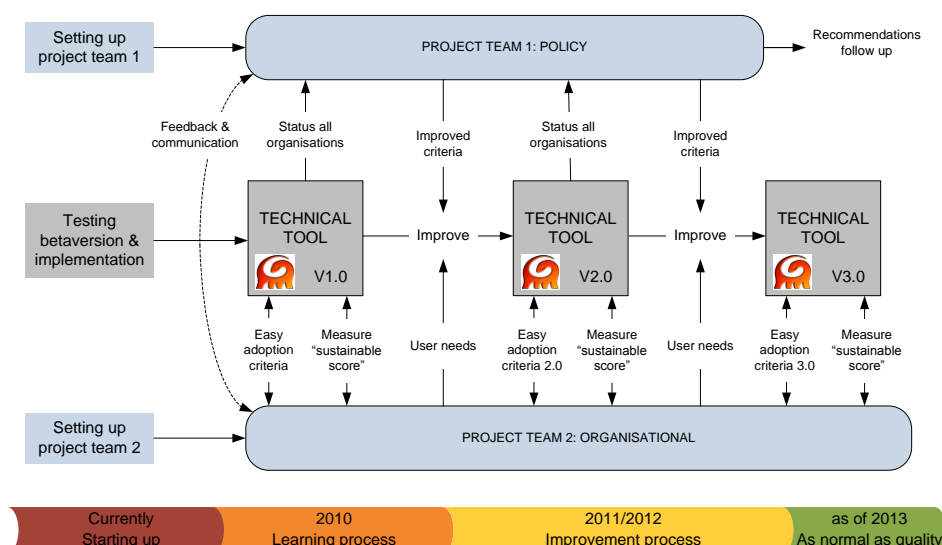 Setting up
project team 1
PROJECT TEAM 1: POLICY
Recommendations
follow up
Feedback &
communication
Status all
organisations
Improved
criteria
Status all
organisations
Improved
criteria
Testing
betaversion &
implementation
TECHNICAL
TOOL
V1.0
Improve
TECHNICAL
TOOL
V2.0
Improve
TECHNICAL
TOOL
V3.0
Easy
adoption
criteria
Measure
“sustainable
score”
User needs
Easy
adoption
criteria 2.0
Measure
“sustainable
score”
User needs
Easy
adoption
criteria 3.0
Measure
“sustainable
score”
Setting up
project team 2
PROJECT TEAM 2: ORGANISATIONAL
Currently
Starting up
2010
Learning process
2011/2012
Improvement process
as of 2013
As normal as quality